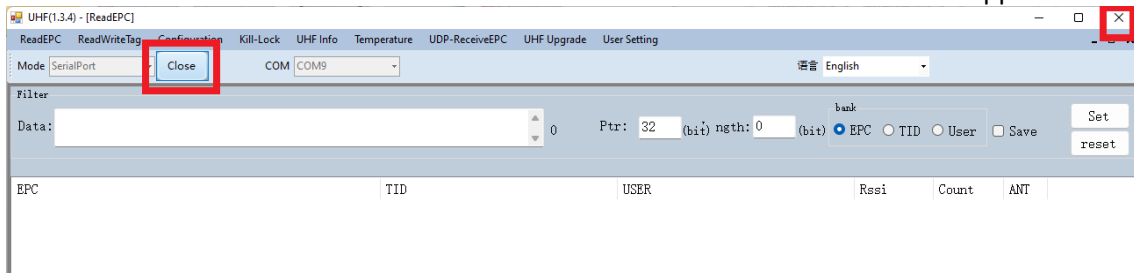 UHF(1.3.4) - [ReadEPC]
ReadEPC ReadWriteTag Configuration Kill-Lock UHF Info Temperature UDP-ReceiveEPC UHF Upgrade User Setting
Mode SerialPort Close COM COM9 语言 English
Filter
bank
Data: 0 Ptr: 32 (bit) ngth: 0 (bit) EPC TID User Save Set
reset
EPC TID USER Rssi Count ANT